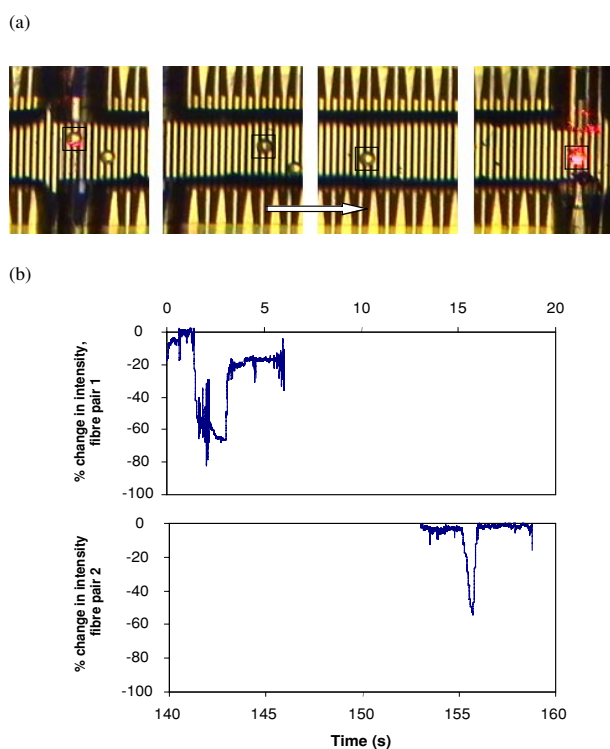 (a)
(b)
0 5 10 15 20
0
-20
-40
-60
-80
-100
% change in intensity,
fibre pair 1
0
-20
-40
-60
-80
-100
% change in intensity
fibre pair 2
140 145 150 155 160
Time (s)